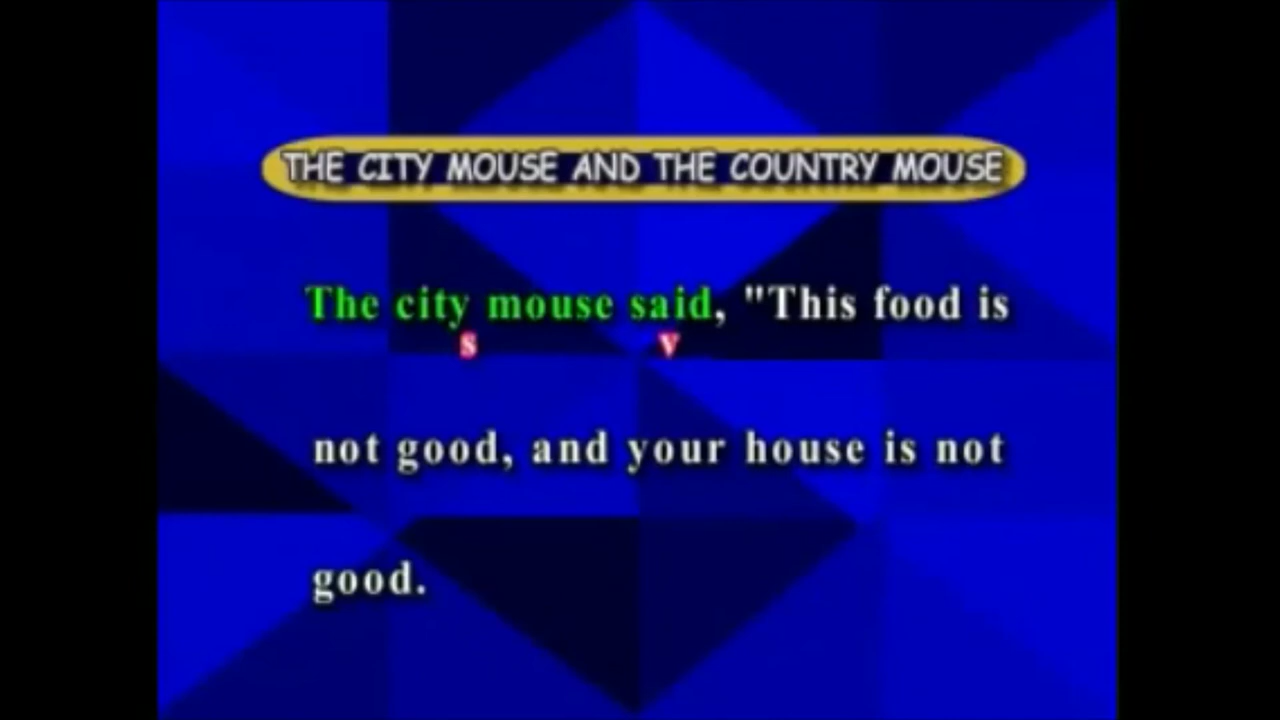 THE CITY MOUSE AND THE COUNTRY MOUSE
The city mouse said, "This food is
s v
not good, and your house is not
good.